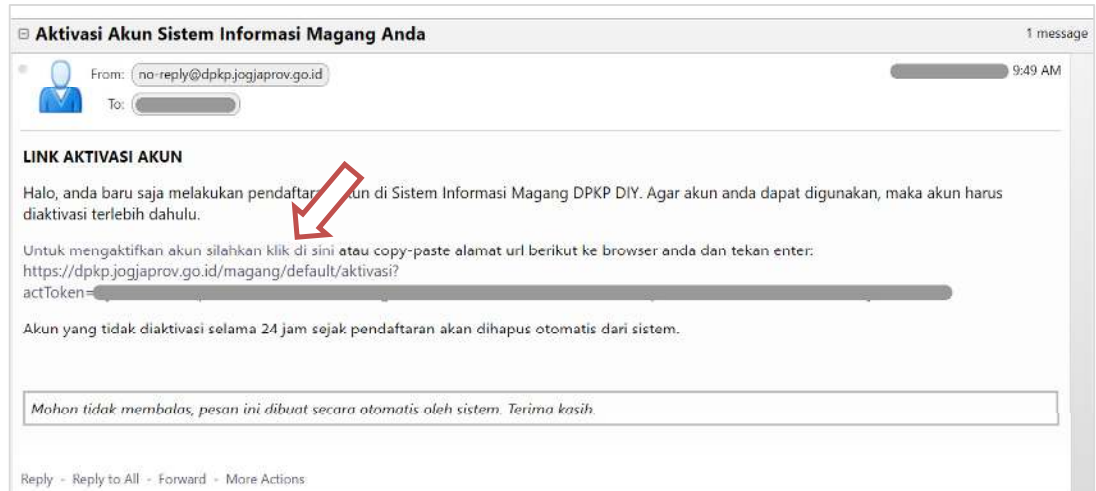 Aktivasi Akun Sistem Informasi Magang Anda
1 message
From: no-reply@dpkp.jogjaprov.go.id
9:49 AM
To:
LINK AKTIVASI AKUN
Halo, anda baru saja melakukan pendaftaran akun di Sistem Informasi Magang DPKP DIY. Agar akun anda dapat digunakan, maka akun harus
diaktivasi terlebih dahulu.
Untuk mengaktifkan akun silahkan klik di sini atau copy-paste alamat url berikut ke browser anda dan tekan enter:
https://dpkp.jogjaprov.go.id/magang/default/aktivasi?
actToken=
Akun yang tidak diaktivasi selama 24 jam sejak pendaftaran akan dihapus otomatis dari sistem.
Mohon tidak membalas, pesan ini dibuat secara otomatis oleh sistem. Terima kasih.
Reply - Reply to All - Forward - More Actions